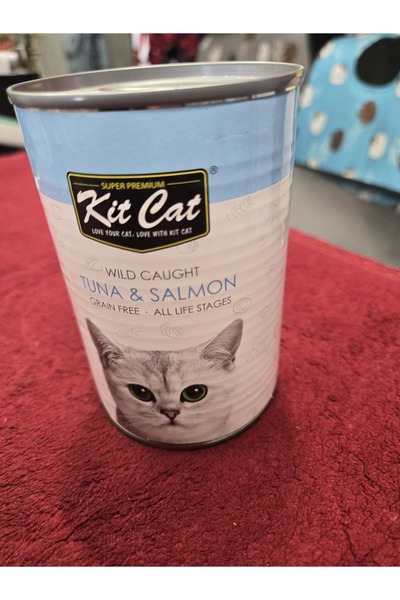 SUPER PREMIUM
Kit Cat ®
LOVE YOUR CAT, LOVE WITH KIT CAT
WILD CAUGHT
TUNA & SALMON
GRAIN FREE · ALL LIFE STAGES